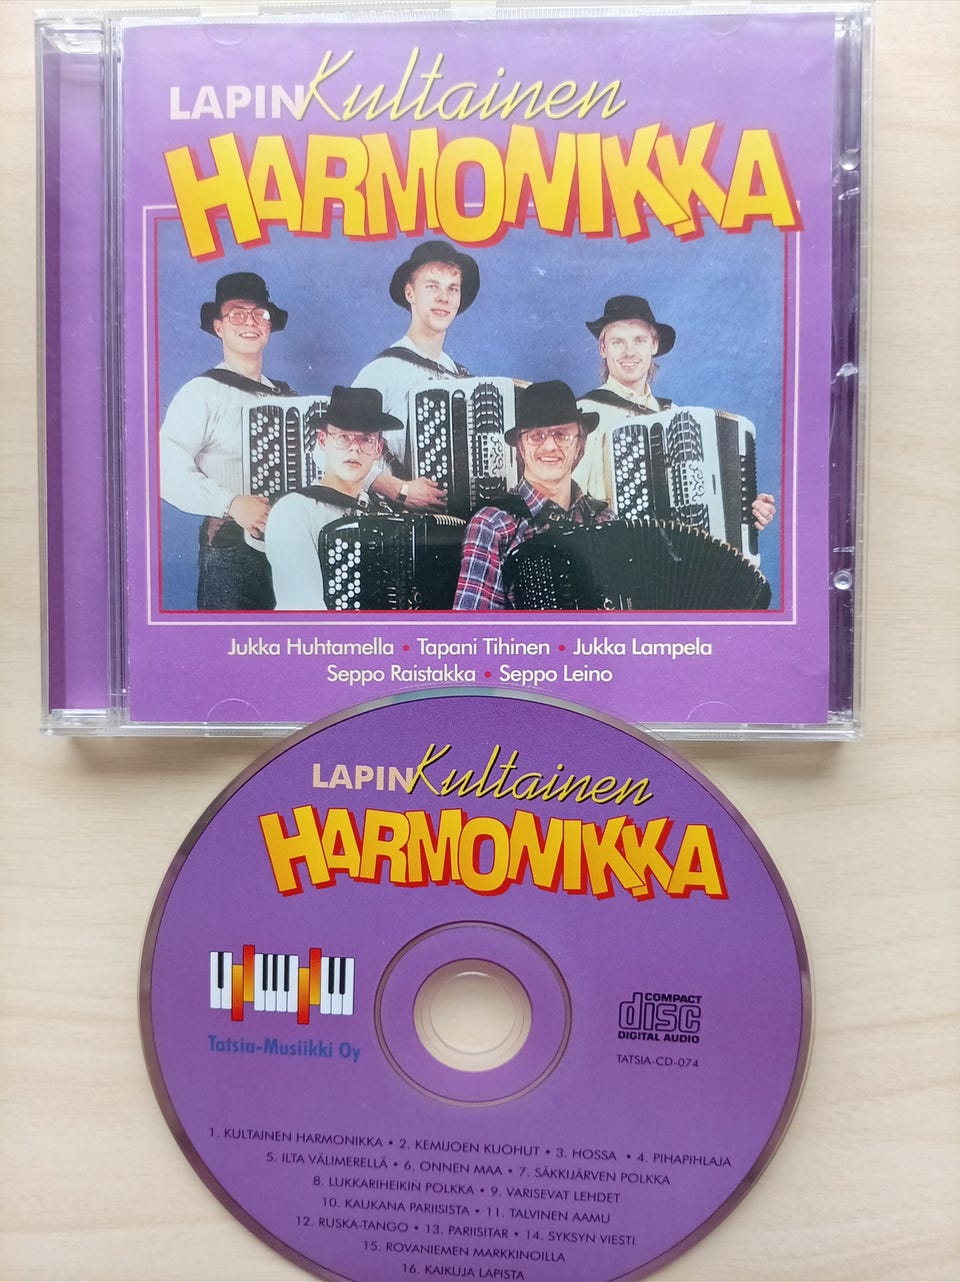 LAPIN Kultainen
HARMONIKKA
Jukka Huhtamella • Tapani Tihinen • Jukka Lampela
Seppo Raistakka • Seppo Leino
LAPIN Kultainen
HARMONIKKA
Tatsia-Musiikki Oy
COMPACT
disc
DIGITAL AUDIO
TATSIA-CD-074
1. KULTAINEN HARMONIKKA • 2. KEMIJOEN KUOHUT • 3. HOSSA • 4. PIHAPIHLAJA
5. ILTA VÄLIMERELLÄ • 6. ONNEN MAA • 7. SÄKKIJÄRVEN POLKKA
8. LUKKARIHEIKIN POLKKA • 9. VARISEVAT LEHDET
10. KAUKANA PARIISISTA • 11. TALVINEN AAMU
12. RUSKA-TANGO • 13. PARIISITAR • 14. SYKSYN VIESTI
15. ROVANIEMEN MARKKINOILLA
16. KAIKUJA LAPISTA